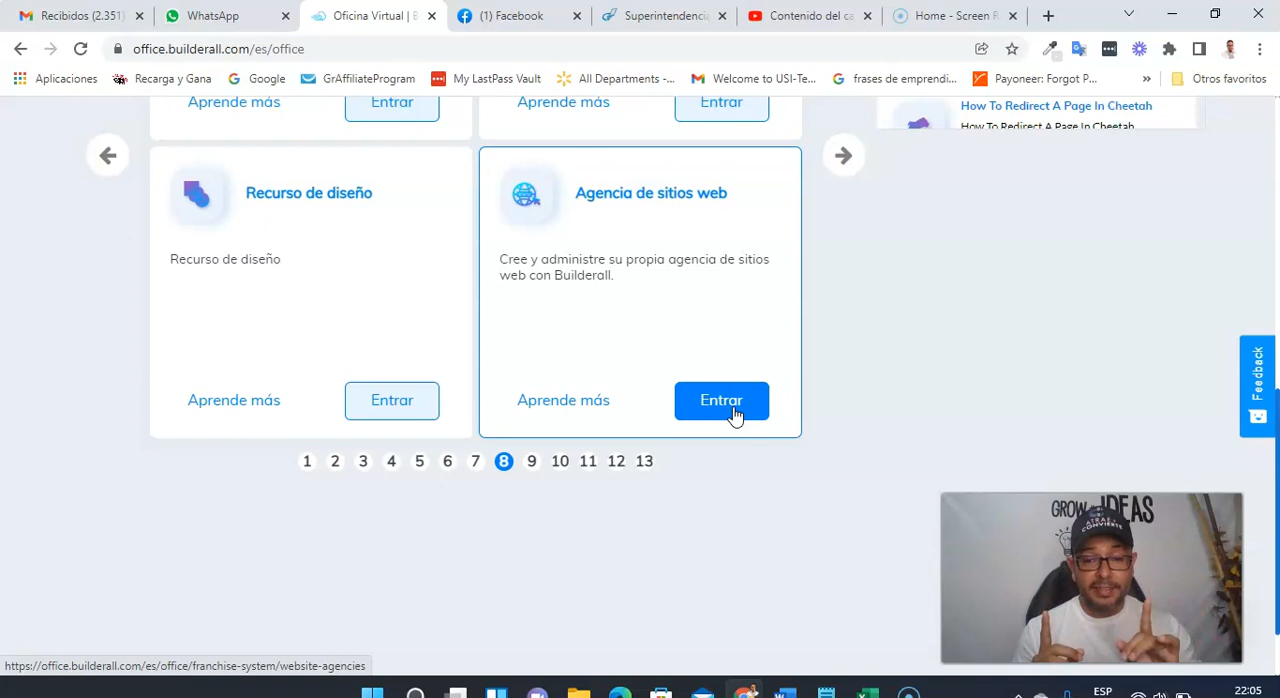 Recibidos (2.351)
WhatsApp
Oficina Virtual | B
(1) Facebook
Superintendenci
Contenido del ca
Home - Screen R
office.builderall.com/es/office
Aplicaciones
Recarga y Gana
Google
GrAffiliateProgram
My LastPass Vault
All Departments -...
Welcome to USI-Te...
frases de emprendi...
Payoneer: Forgot P...
»
Otros favoritos
Aprende más
Entrar
Aprende más
Entrar
How To Redirect A Page In Cheetah
How To Redirect A Page In Cheetah
Recurso de diseño
Recurso de diseño
Aprende más
Entrar
Agencia de sitios web
Cree y administre su propia agencia de sitios
web con Builderall.
Aprende más
Entrar
1 2 3 4 5 6 7 8 9 10 11 12 13
Feedback
GROW IDEAS
ATRAE Y
CONVIERTE
https://office.builderall.com/es/office/franchise-system/website-agencies
ESP
22:05